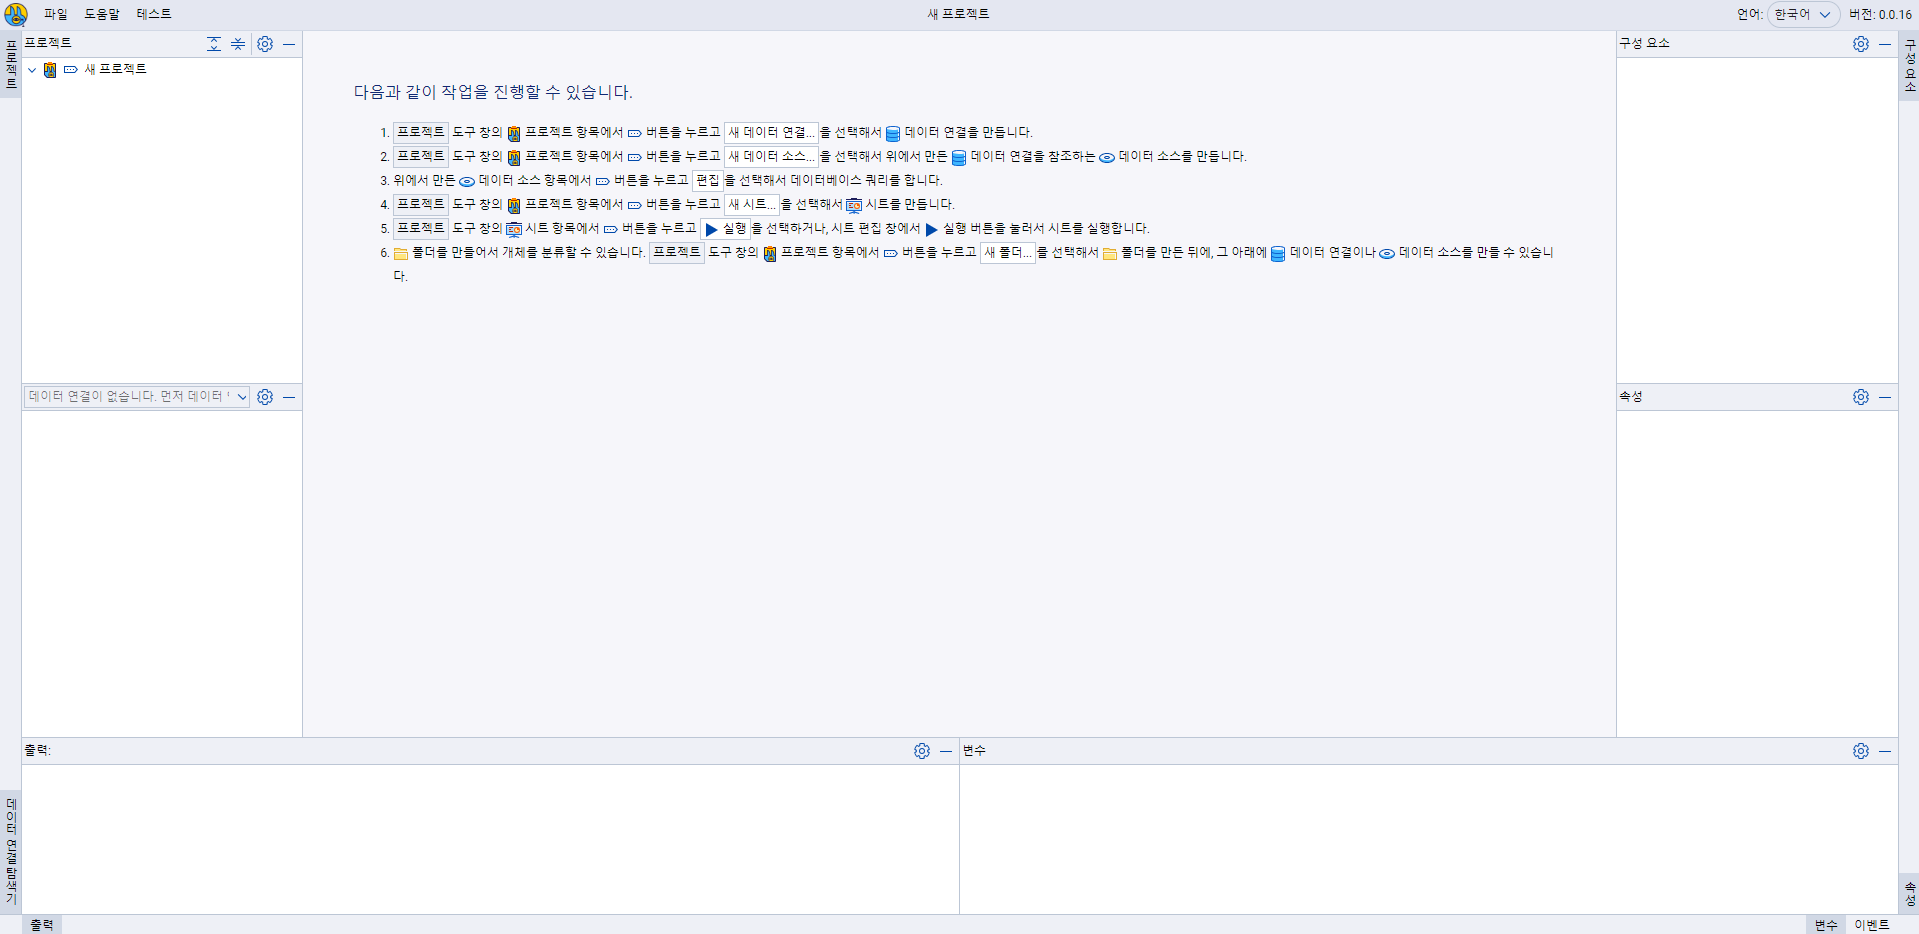 파일 도움말 테스트 새 프로젝트 언어: 한국어 버전: 0.0.16
프로젝트
프로젝트
새 프로젝트
다음과 같이 작업을 진행할 수 있습니다.
1. 프로젝트 도구 창의 프로젝트 항목에서 버튼을 누르고 새 데이터 연결... 을 선택해서 데이터 연결을 만듭니다.
2. 프로젝트 도구 창의 프로젝트 항목에서 버튼을 누르고 새 데이터 소스... 을 선택해서 위에서 만든 데이터 연결을 참조하는 데이터 소스를 만듭니다.
3. 위에서 만든 데이터 소스 항목에서 버튼을 누르고 편집 을 선택해서 데이터베이스 쿼리를 합니다.
4. 프로젝트 도구 창의 프로젝트 항목에서 버튼을 누르고 새 시트... 을 선택해서 시트를 만듭니다.
5. 프로젝트 도구 창의 시트 항목에서 버튼을 누르고 실행 을 선택하거나, 시트 편집 창에서 실행 버튼을 눌러서 시트를 실행합니다.
6. 폴더를 만들어서 개체를 분류할 수 있습니다. 프로젝트 도구 창의 프로젝트 항목에서 버튼을 누르고 새 폴더... 를 선택해서 폴더를 만든 뒤에, 그 아래에 데이터 연결이나 데이터 소스를 만들 수 있습니
다.
구성 요소
구성 요소
데이터 연결이 없습니다. 먼저 데이터
속성
출력:
변수
데이터 연결 탐색기
속성
출력
변수 이벤트